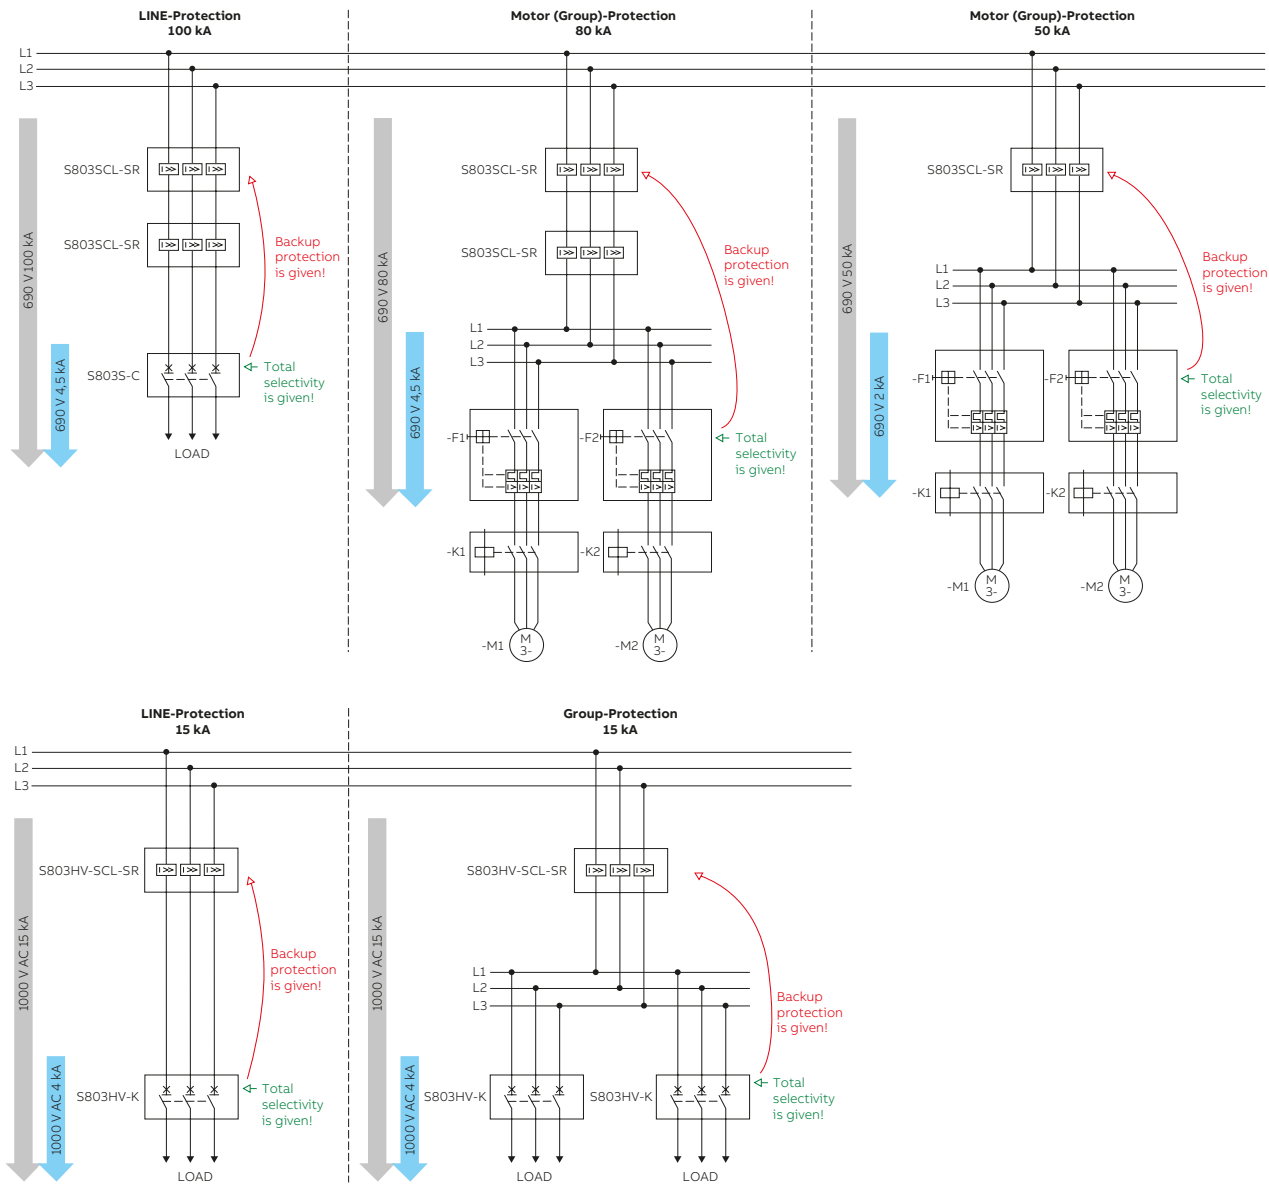 LINE-Protection
100 kA
L1
L2
L3
690 V 100 kA
690 V 4,5 kA
S803SCL-SR
S803SCL-SR
Backup
protection
is given!
S803S-C
Total
selectivity
is given!
LOAD
Motor (Group)-Protection
80 kA
690 V 80 kA
690 V 4,5 kA
S803SCL-SR
I>> I>> I>>
S803SCL-SR
I>> I>> I>>
Backup
protection
is given!
L1
L2
L3
-F1
-F2
Total
selectivity
is given!
-K1
-K2
-M1
M
3-
-M2
M
3-
Motor (Group)-Protection
50 kA
690 V 50 kA
690 V 2 kA
S803SCL-SR
I>> I>> I>>
Backup
protection
is given!
L1
L2
L3
-F1
-F2
Total
selectivity
is given!
-K1
-K2
-M1
M
3-
-M2
M
3-
LINE-Protection
15 kA
L1
L2
L3
1000 V AC 15 kA
1000 V AC 4 kA
S803HV-SCL-SR
I>> I>> I>>
Backup
protection
is given!
S803HV-K
Total
selectivity
is given!
LOAD
Group-Protection
15 kA
1000 V AC 15 kA
1000 V AC 4 kA
S803HV-SCL-SR
I>> I>> I>>
L1
L2
L3
Backup
protection
is given!
S803HV-K
S803HV-K
Total
selectivity
is given!
LOAD
LOAD